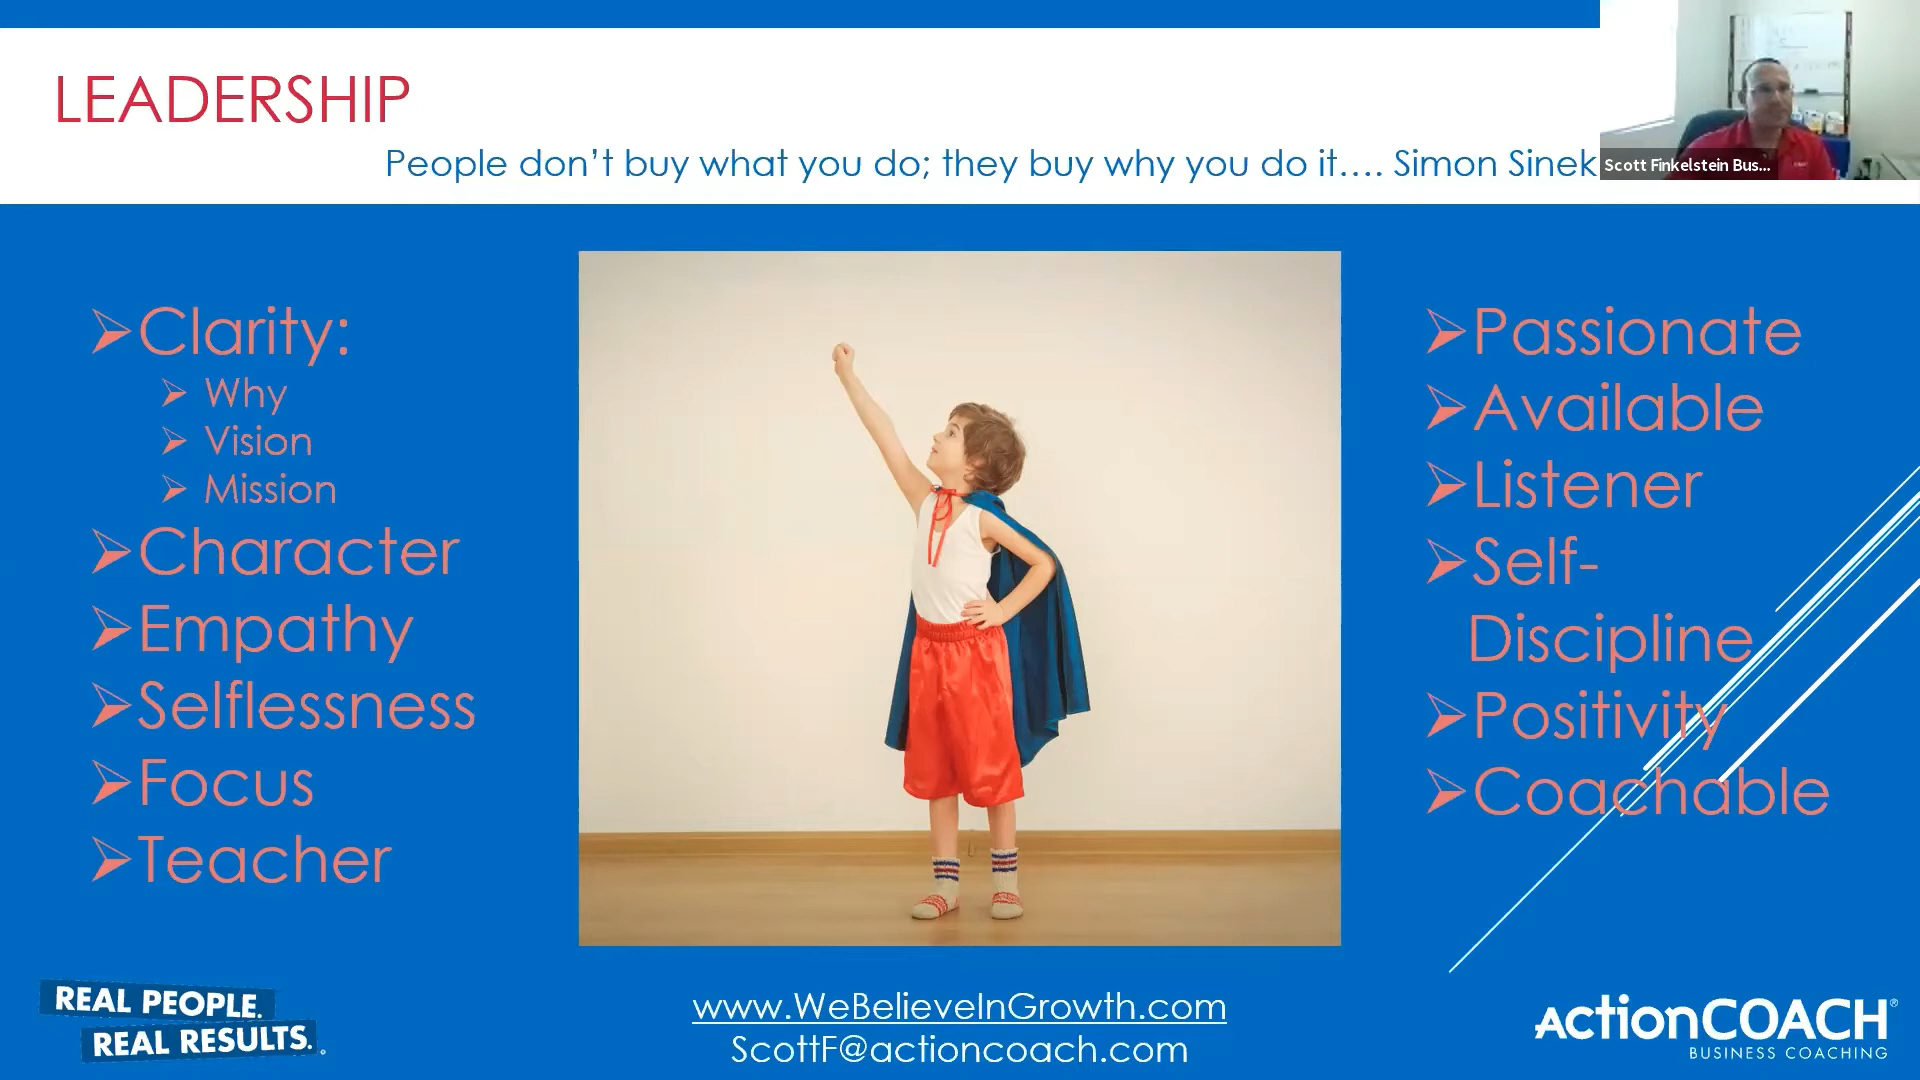 LEADERSHIP
People don't buy what you do; they buy why you do it…. Simon Sinek
Scott Finkelstein Bus...
Clarity:
Why
Vision
Mission
Character
Empathy
Selflessness
Focus
Teacher
Passionate
Available
Listener
Self-
Discipline
Positivity
Coachable
REAL PEOPLE.
REAL RESULTS.
www.WeBelieveInGrowth.com
ScottF@actioncoach.com
ActionCOACH®
BUSINESS COACHING